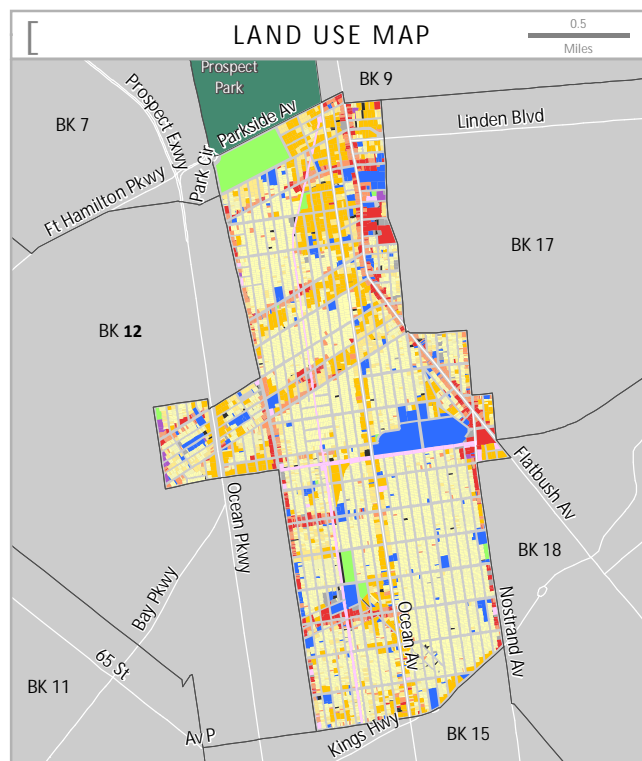 [
LAND USE MAP
0.5
Miles
Prospect
Park
BK 9
BK 7
Prospect Exwy
Parkside Av
Linden Blvd
Park Cir
Ft Hamilton Pkwy
BK 17
BK 12
Flatbush Av
Ocean Pkwy
BK 18
Bay Pkwy
Nostrand Av
Ocean Av
65 St
BK 11
Av P
Kings Hwy
BK 15